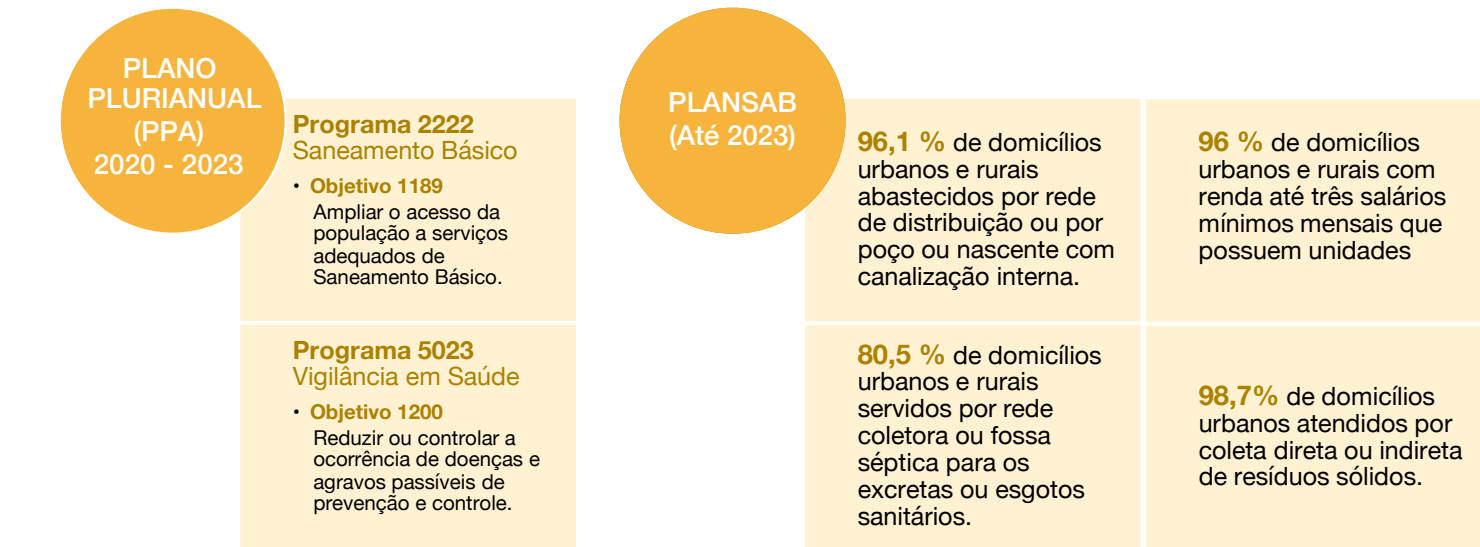 PLANO
PLURIANUAL
(PPA)
2020 - 2023
Programa 2222
Saneamento Básico
• Objetivo 1189
Ampliar o acesso da
população a serviços
adequados de
Saneamento Básico.
Programa 5023
Vigilância em Saúde
• Objetivo 1200
Reduzir ou controlar a
ocorrência de doenças e
agravos passíveis de
prevenção e controle.
PLANSAB
(Até 2023)
96,1 % de domicílios
urbanos e rurais
abastecidos por rede
de distribuição ou por
poço ou nascente com
canalização interna.
96 % de domicílios
urbanos e rurais com
renda até três salários
mínimos mensais que
possuem unidades
80,5 % de domicílios
urbanos e rurais
servidos por rede
coletora ou fossa
séptica para os
excretas ou esgotos
sanitários.
98,7% de domicílios
urbanos atendidos por
coleta direta ou indireta
de resíduos sólidos.